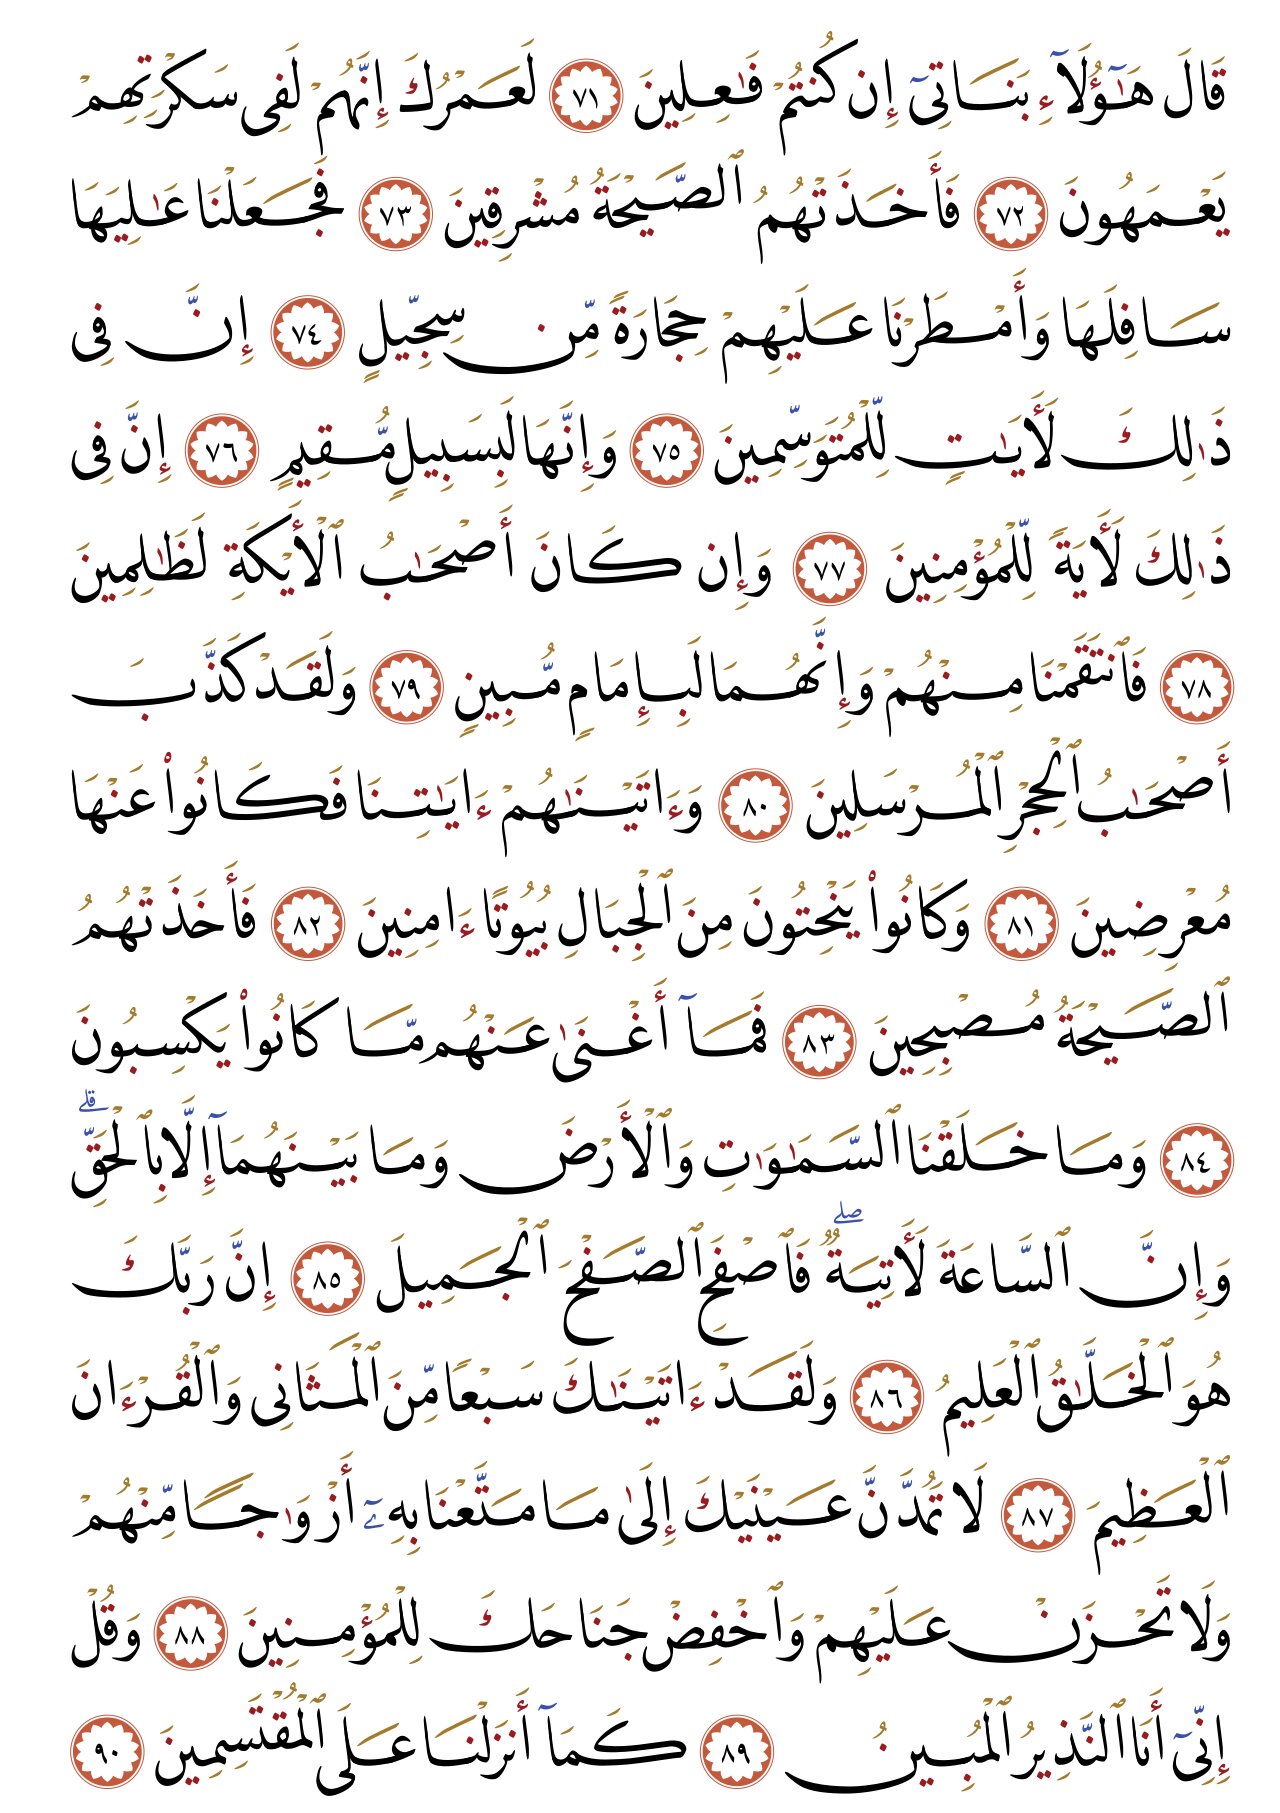 قَالَ هَـٰٓؤُلَآءِ بَنَاتِىٓ إِن كُنتُمْ فَـٰعِلِينَ ٧١ لَعَمْرُكَ إِنَّهُمْ لَفِى سَكْرَتِهِمْ
يَعْمَهُونَ ٧٢ فَأَخَذَتْهُمُ ٱلصَّيْحَةُ مُشْرِقِينَ ٧٣ فَجَعَلْنَا عَـٰلِيَهَا
سَافِلَهَا وَأَمْطَرْنَا عَلَيْهِمْ حِجَارَةً مِّن سِجِّيلٍ ٧٤ إِنَّ فِى
ذَٰلِكَ لَأَيَـٰتٍ لِّلْمُتَوَسِّمِينَ ٧٥ وَإِنَّهَا لَبِسَبِيلٍ مُّقِيمٍ ٧٦ إِنَّ فِى
ذَٰلِكَ لَأَيَةً لِّلْمُؤْمِنِينَ ٧٧ وَإِن كَانَ أَصْحَـٰبُ ٱلْأَيْكَةِ لَظَـٰلِمِينَ
٧٨ فَٱنتَقَمْنَا مِنْهُمْ وَإِنَّهُمَا لَبِإِمَامٍ مُّبِينٍ ٧٩ وَلَقَدْ كَذَّبَ
أَصْحَـٰبُ ٱلْحِجْرِ ٱلْمُرْسَلِينَ ٨٠ وَءَاتَيْنَـٰهُمْ ءَايَـٰتِنَا فَكَانُوا۟ عَنْهَا
مُعْرِضِينَ ٨١ وَكَانُوا۟ يَنْحِتُونَ مِنَ ٱلْجِبَالِ بُيُوتًا ءَامِنِينَ ٨٢ فَأَخَذَتْهُمُ
ٱلصَّيْحَةُ مُصْبِحِينَ ٨٣ فَمَآ أَغْنَىٰ عَنْهُم مَّا كَانُوا۟ يَكْسِبُونَ
٨٤ وَمَا خَلَقْنَا ٱلسَّمَـٰوَٰتِ وَٱلْأَرْضَ وَمَا بَيْنَهُمَآ إِلَّا بِٱلْحَقِّ ۗ
وَإِنَّ ٱلسَّاعَةَ لَأَتِيَةٌ ۖ فَٱصْفَحِ ٱلصَّفْحَ ٱلْجَمِيلَ ٨٥ إِنَّ رَبَّكَ
هُوَ ٱلْخَلَّـٰقُ ٱلْعَلِيمُ ٨٦ وَلَقَدْ ءَاتَيْنَـٰكَ سَبْعًا مِّنَ ٱلْمَثَانِى وَٱلْقُرْءَانَ
ٱلْعَظِيمَ ٨٧ لَا تَمُدَّنَّ عَيْنَيْكَ إِلَىٰ مَا مَتَّعْنَا بِهِۦٓ أَزْوَٰجًا مِّنْهُمْ
وَلَا تَحْزَنْ عَلَيْهِمْ وَٱخْفِضْ جَنَاحَكَ لِلْمُؤْمِنِينَ ٨٨ وَقُلْ
إِنِّىٓ أَنَا ٱلنَّذِيرُ ٱلْمُبِينُ ٨٩ كَمَآ أَنزَلْنَا عَلَى ٱلْمُقْتَسِمِينَ ٩٠